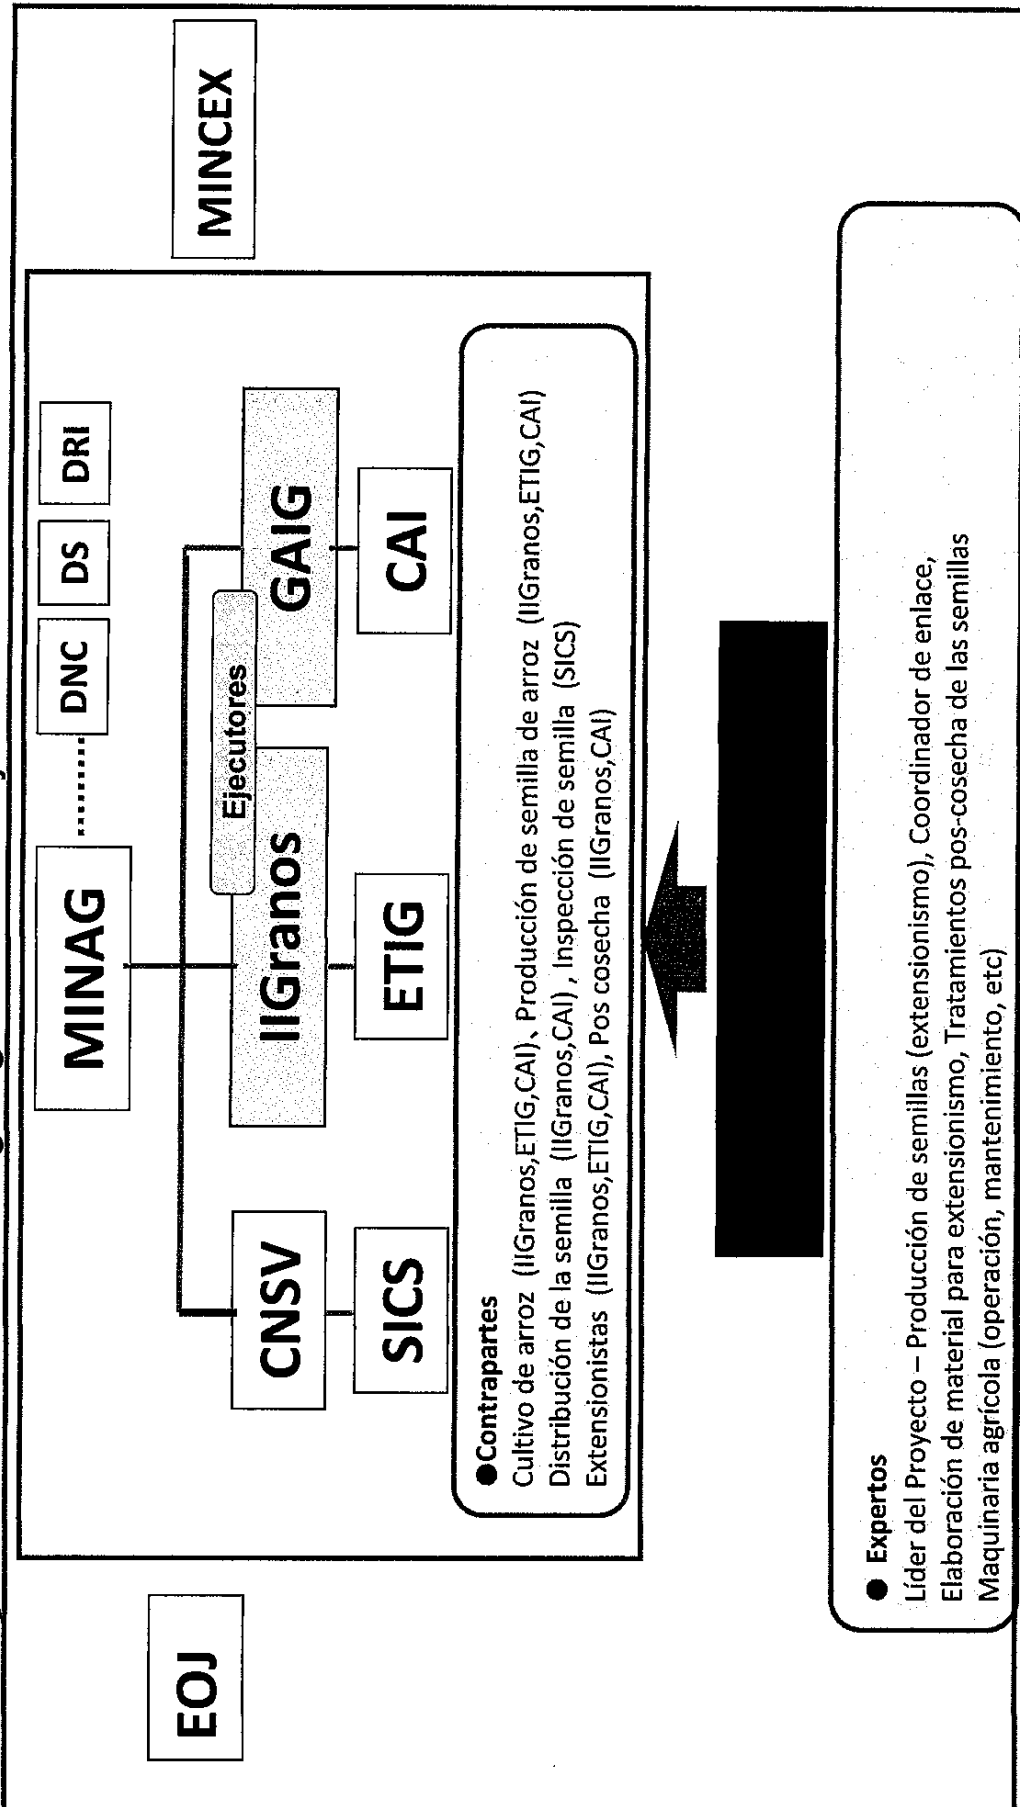 MINAG
DNC
DS
DRI
MINCEX
EOJ
Ejecutores
CNSV
IIGranos
GAIG
SICS
ETIG
CAI
●Contrapartes
Cultivo de arroz (IIGranos,ETIG,CAI)、Producción de semilla de arroz (IIGranos,ETIG,CAI)
Distribución de la semilla (IIGranos,CAI) , Inspección de semilla (SICS)
Extensionistas (IIGranos,ETIG,CAI), Pos cosecha (IIGranos,CAI)
● Expertos
Líder del Proyecto – Producción de semillas (extensionismo), Coordinador de enlace,
Elaboración de material para extensionismo, Tratamientos pos-cosecha de las semillas
Maquinaria agrícola (operación, mantenimiento, etc)